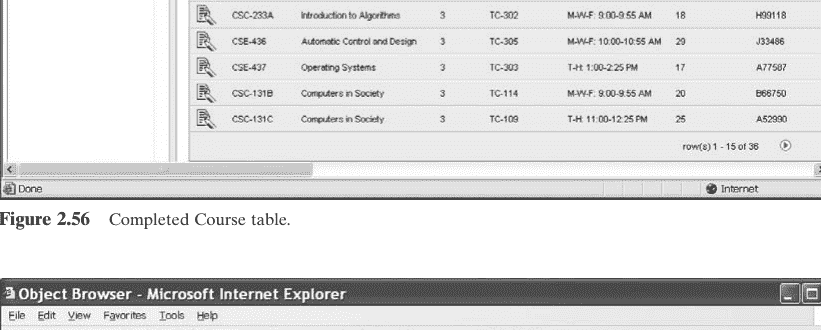 CSC-233A Introduction to Algorithms 3 TC-302 M-W-F: 9:00-9:55 AM 18 H99118
CSE-436 Automatic Control and Design 3 TC-305 M-W-F: 10:00-10:55 AM 29 J33486
CSE-437 Operating Systems 3 TC-303 T-H: 1:00-2:25 PM 17 A77587
CSC-131B Computers in Society 3 TC-114 M-W-F: 9:00-9:55 AM 20 B66750
CSC-131C Computers in Society 3 TC-109 T-H: 11:00-12:25 PM 25 A52990
row(s) 1 - 15 of 36
Done Internet
Figure 2.56 Completed Course table.
Object Browser - Microsoft Internet Explorer
File Edit View Favorites Tools Help